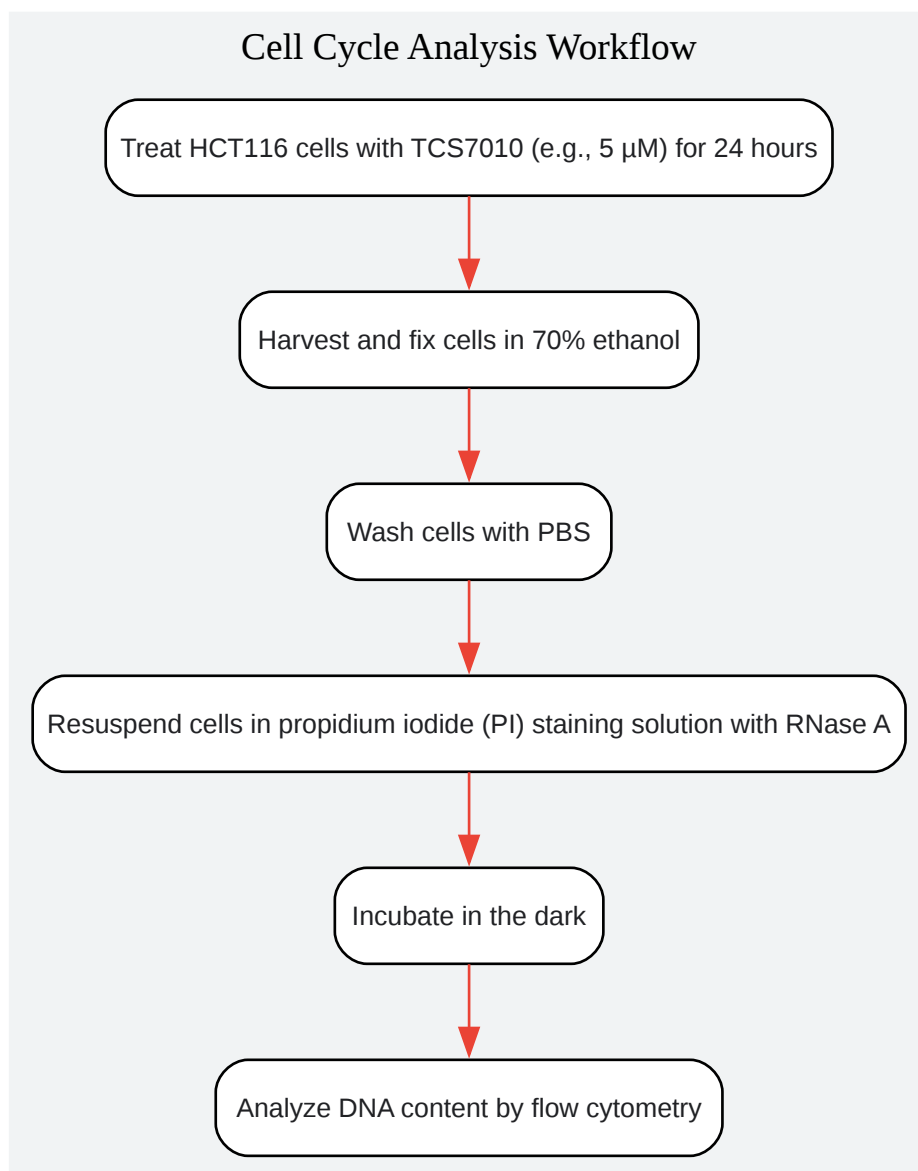 Cell Cycle Analysis Workflow
Treat HCT116 cells with TCS7010 (e.g., 5 µM) for 24 hours
Harvest and fix cells in 70% ethanol
Wash cells with PBS
Resuspend cells in propidium iodide (PI) staining solution with RNase A
Incubate in the dark
Analyze DNA content by flow cytometry